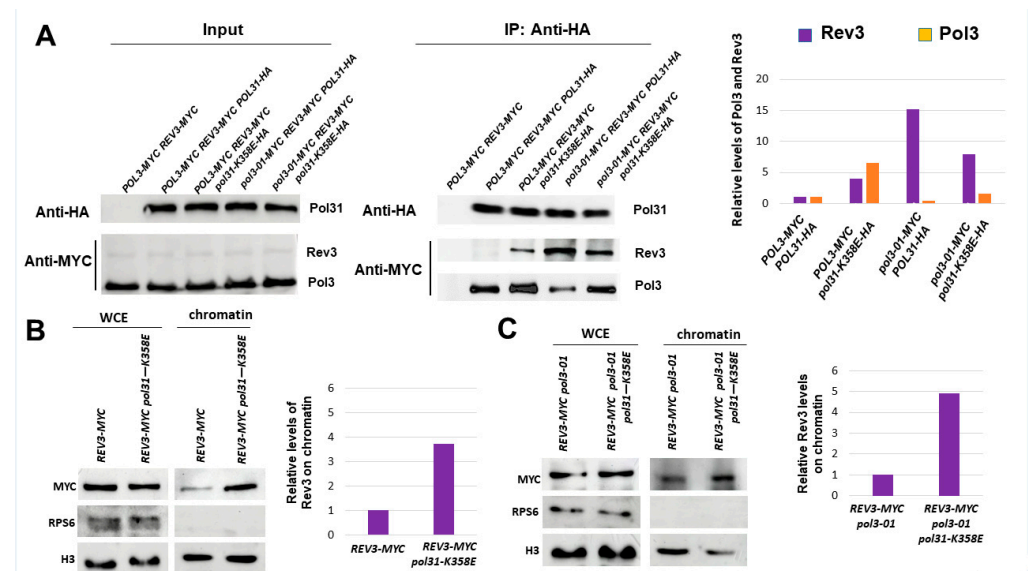 A
Input
IP: Anti-HA
Rev3
Pol3
POL3-MYC REV3-MYC
POL3-MYC REV3-MYC POL31-HA
POL3-MYC REV3-MYC
pol31-K358E-HA
pol3-01-MYC REV3-MYC POL31-HA
pol3-01-MYC REV3-MYC
pol31-K358E-HA
POL3-MYC REV3-MYC
POL3-MYC REV3-MYC POL31-HA
POL3-MYC REV3-MYC
pol31-K358E-HA
pol3-01-MYC REV3-MYC POL31-HA
pol3-01-MYC REV3-MYC
pol31-K358E-HA
Anti-HA
Pol31
Anti-MYC
Rev3
Pol3
Anti-HA
Pol31
Anti-MYC
Rev3
Pol3
Relative levels of Pol3 and Rev3
20
15
10
5
0
POL3-MYC
POL31-HA
POL3-MYC
pol31-K358E-HA
pol3-01-MYC
POL31-HA
pol3-01-MYC
pol31-K358E-HA
B
WCE
chromatin
REV3-MYC
REV3-MYC pol31—K358E
REV3-MYC
REV3-MYC pol31—K358E
MYC
RPS6
H3
Relative levels of
Rev3 on chromatin
6
5
4
3
2
1
0
REV3-MYC
REV3-MYC
pol31-K358E
C
WCE
chromatin
REV3-MYC pol3-01
REV3-MYC pol3-01
pol31—K358E
REV3-MYC pol3-01
REV3-MYC pol3-01
pol31—K358E
MYC
RPS6
H3
Relative Rev3 levels
on chromatin
6
5
4
3
2
1
0
REV3-MYC
pol3-01
REV3-MYC
pol3-01
pol31-K358E